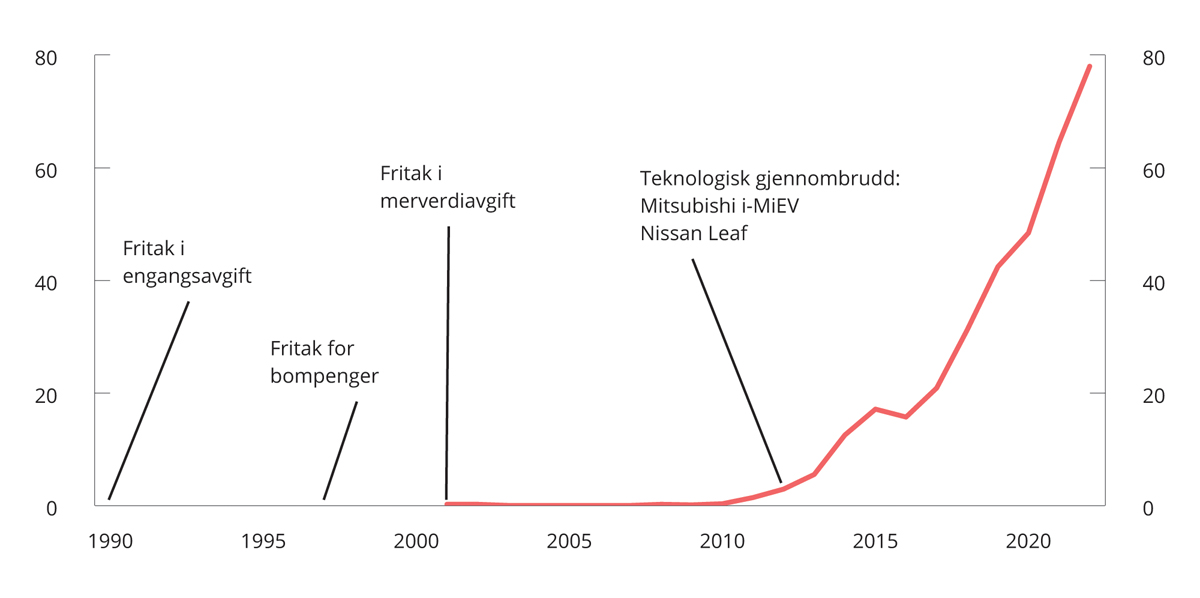 80
80
60
60
Fritak i
merverdiavgift
Teknologisk gjennombrudd:
Mitsubishi i-MiEV
Nissan Leaf
Fritak i
engangsavgift
40
40
Fritak for
bompenger
20
20
0
0
1990
1995
2000
2005
2010
2015
2020